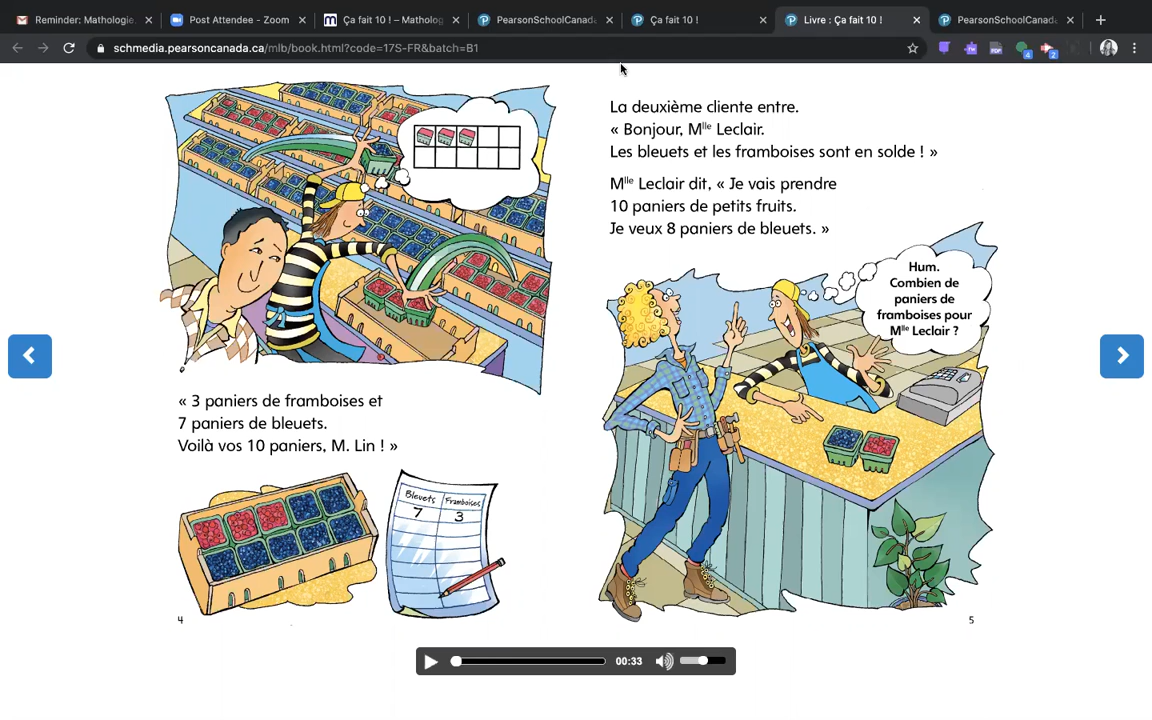 Reminder: Mathologie.
Post Attendee - Zoom
Ça fait 10 ! – Matholog
PearsonSchoolCanada
Ça fait 10 !
Livre : Ça fait 10 !
PearsonSchoolCanada
schmedia.pearsoncanada.ca/mlb/book.html?code=17S-FR&batch=B1
« 3 paniers de framboises et
7 paniers de bleuets.
Voilà vos 10 paniers, M. Lin ! »
Bleuets Framboises
7 3
4
La deuxième cliente entre.
« Bonjour, Mlle Leclair.
Les bleuets et les framboises sont en solde ! »
Mlle Leclair dit, « Je vais prendre
10 paniers de petits fruits.
Je veux 8 paniers de bleuets. »
Hum.
Combien de
paniers de
framboises pour
Mlle Leclair ?
5
00:33